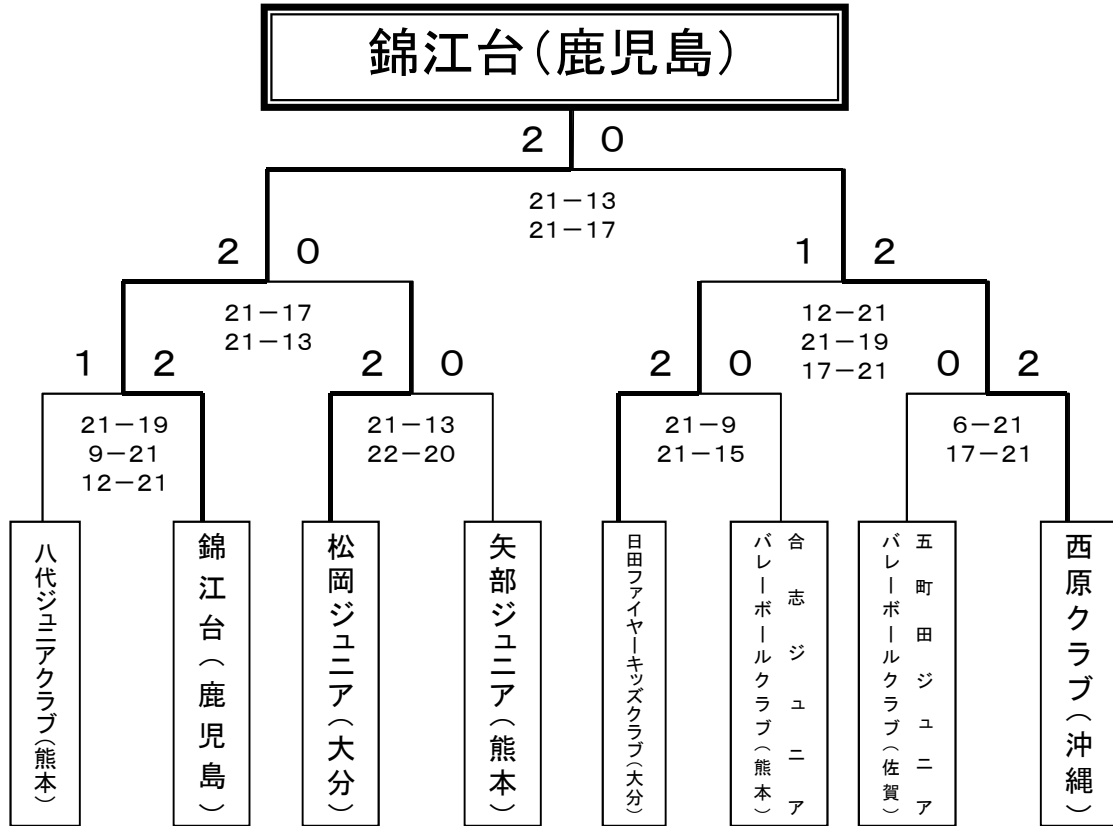 錦江台(鹿児島)
２ ０
21－13
21－17
２ ０
１ ２
21－17
21－13
12－21
21－19
17－21
１ ２
２ ０
２ ０
０ ２
21－19
9－21
12－21
21－13
22－20
21－9
21－15
6－21
17－21
八代ジュニアクラブ(熊本)
錦江台(鹿児島)
松岡ジュニア(大分)
矢部ジュニア(熊本)
日田ファイヤーキッズクラブ(大分)
合志ジュニア
バレーボールクラブ(熊本)
五町田ジュニア
バレーボールクラブ(佐賀)
西原クラブ(沖縄)